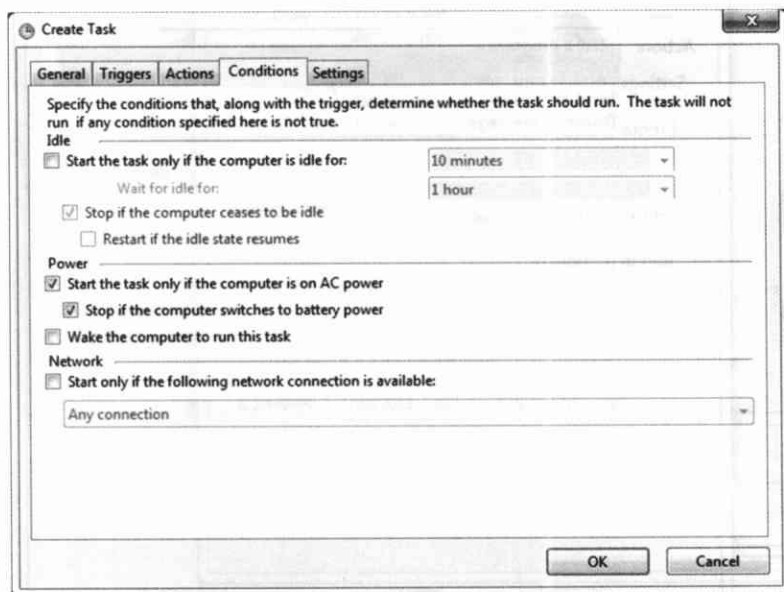 Create Task
General Triggers Actions Conditions Settings
Specify the conditions that, along with the trigger, determine whether the task should run. The task will not
run if any condition specified here is not true.
Idle
Start the task only if the computer is idle for: 10 minutes
Wait for idle for: 1 hour
Stop if the computer ceases to be idle
Restart if the idle state resumes
Power
Start the task only if the computer is on AC power
Stop if the computer switches to battery power
Wake the computer to run this task
Network
Start only if the following network connection is available:
Any connection
OK Cancel